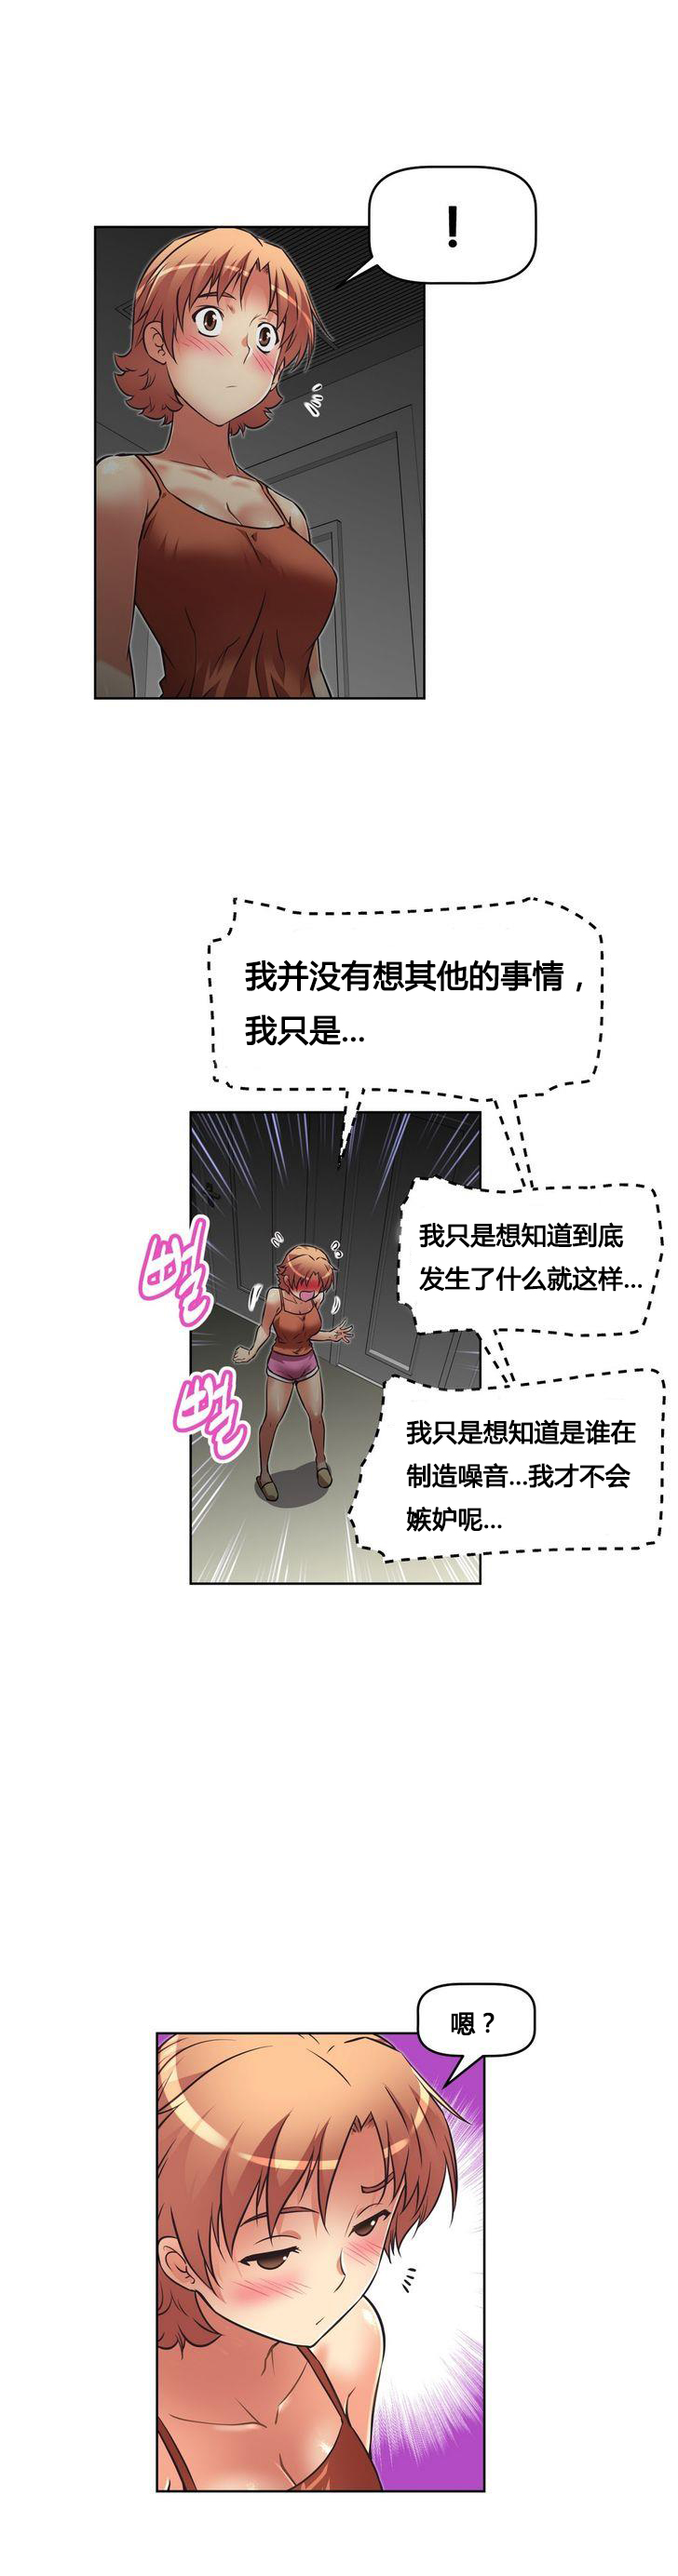 ！
我并没有想其他的事情，
我只是...
我只是想知道到底
发生了什么就这样...
뻘
뻘
我只是想知道是谁在
制造噪音...我才不会
嫉妒呢...
嗯？